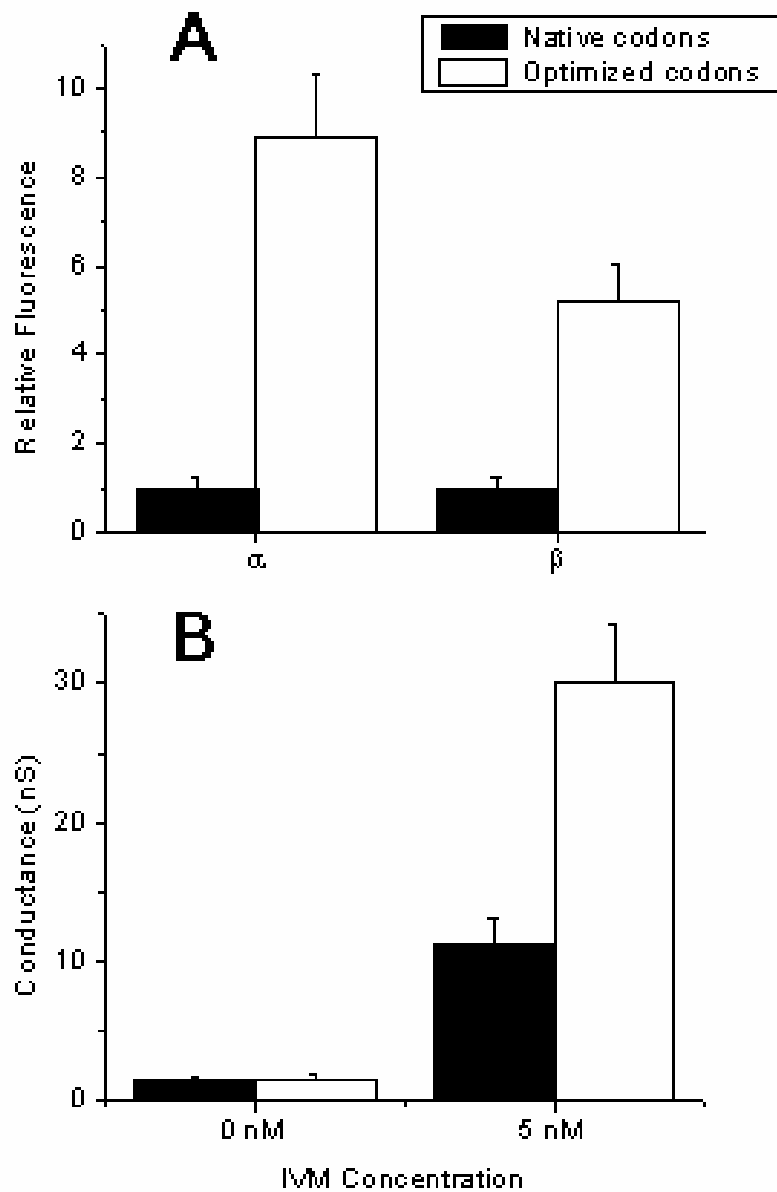 A
Native codons
Optimized codons
Relative Fluorescence
10
8
6
4
2
0
α
β
B
Conductance (nS)
30
20
10
0
0 nM
5 nM
IVM Concentration